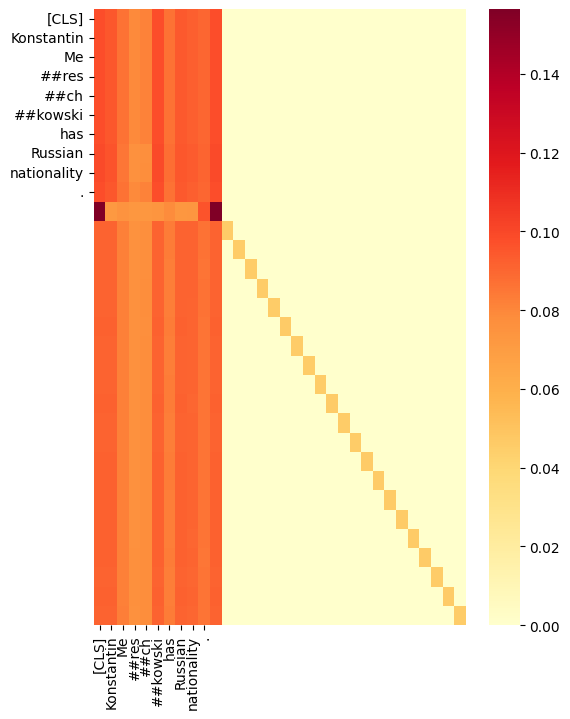 [CLS]
Konstantin
Me
##res
##ch
##kowski
has
Russian
nationality
.
0.14
0.12
0.10
0.08
0.06
0.04
0.02
0.00
[CLS]
Konstantin
Me
##res
##ch
##kowski
has
Russian
nationality
.